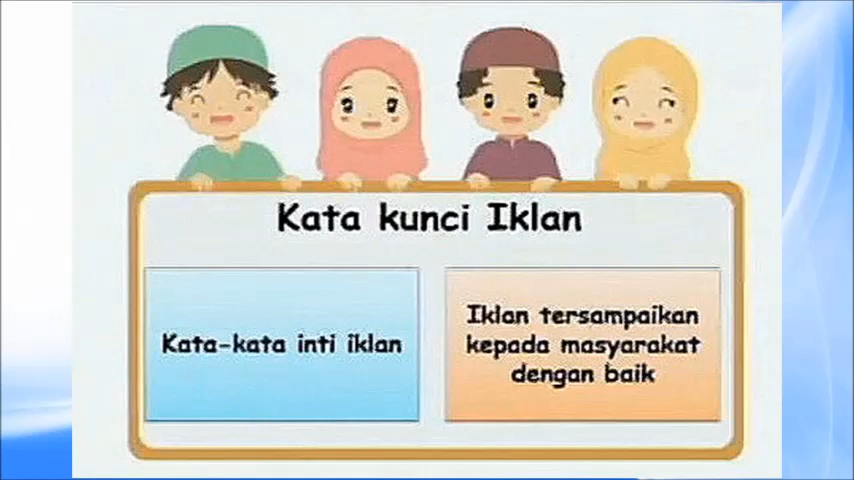 Kata kunci Iklan
Kata-kata inti iklan
Iklan tersampaikan
kepada masyarakat
dengan baik